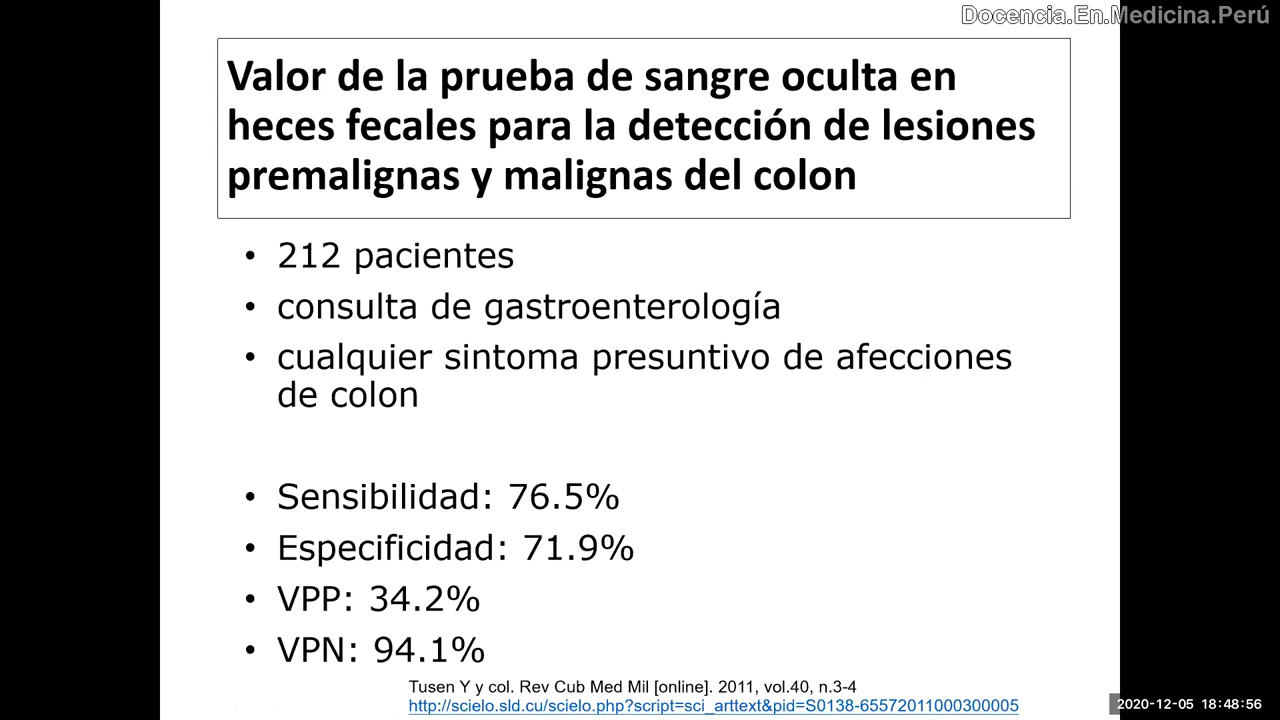 Docencia.En.Medicina.Perú
Valor de la prueba de sangre oculta en
heces fecales para la detección de lesiones
premalignas y malignas del colon
• 212 pacientes
• consulta de gastroenterología
• cualquier sintoma presuntivo de afecciones
de colon
• Sensibilidad: 76.5%
• Especificidad: 71.9%
• VPP: 34.2%
• VPN: 94.1%
Tusen Y y col. Rev Cub Med Mil [online]. 2011, vol.40, n.3-4
http://scielo.sld.cu/scielo.php?script=sci_arttext&pid=S0138-65572011000300005
2020-12-05 18:48:56